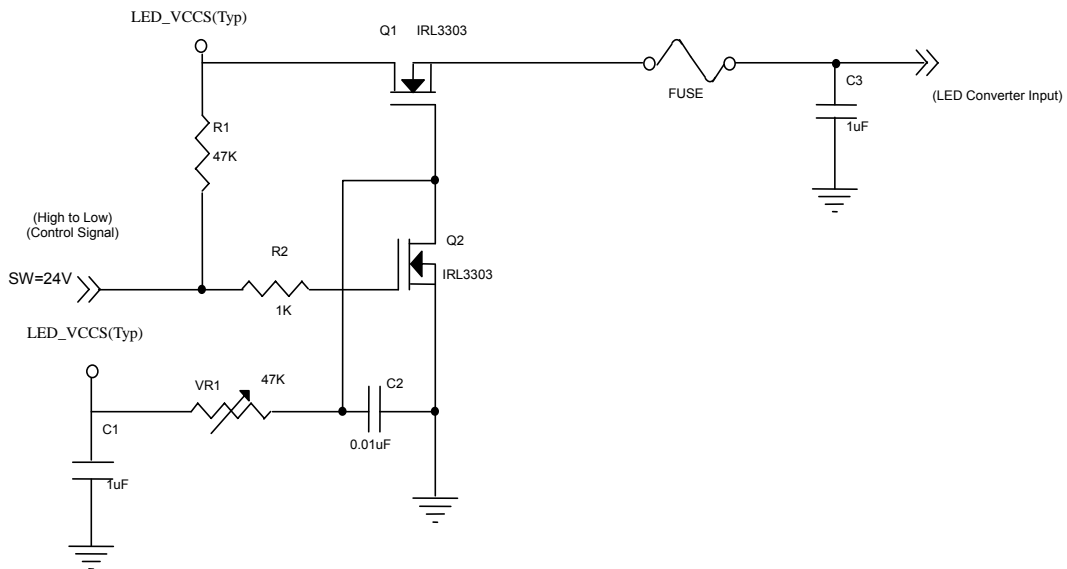 LED_VCCS(Typ)
Q1 IRL3303
FUSE
C3
1uF
(LED Converter Input)
R1
47K
(High to Low)
(Control Signal)
SW=24V
R2
1K
Q2
IRL3303
LED_VCCS(Typ)
VR1 47K
C2
0.01uF
C1
1uF